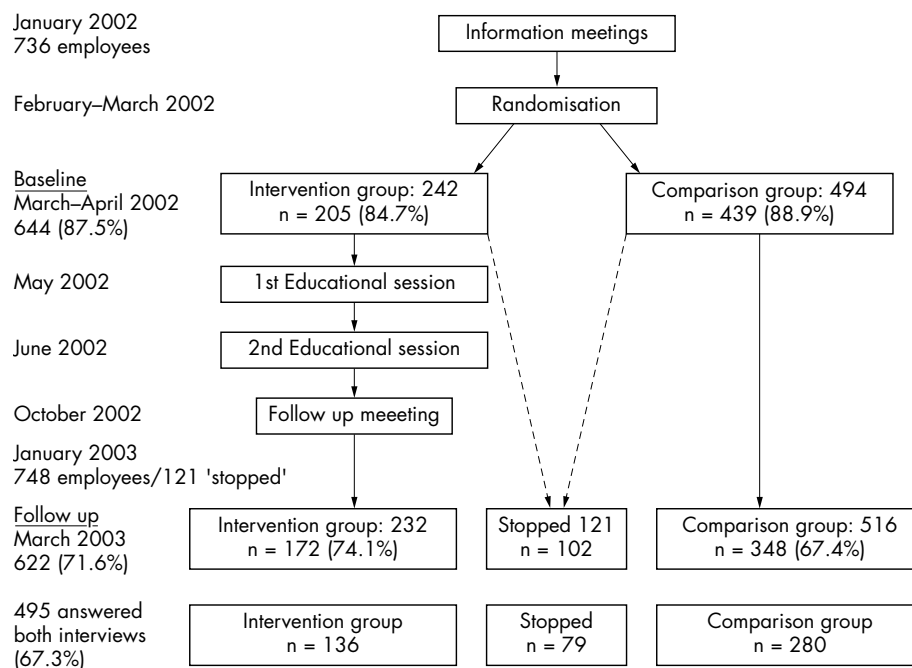 January 2002
736 employees
Information meetings
February–March 2002
Randomisation
Baseline
March–April 2002
644 (87.5%)
Intervention group: 242
n = 205 (84.7%)
Comparison group: 494
n = 439 (88.9%)
May 2002
1st Educational session
June 2002
2nd Educational session
October 2002
Follow up meeeting
January 2003
748 employees/121 'stopped'
Follow up
March 2003
622 (71.6%)
Intervention group: 232
n = 172 (74.1%)
Stopped 121
n = 102
Comparison group: 516
n = 348 (67.4%)
495 answered
both interviews
(67.3%)
Intervention group
n = 136
Stopped
n = 79
Comparison group
n = 280